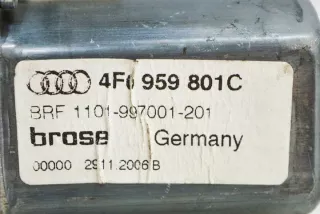 4F0 959 801C
BRF 1101-997001-201
brose Germany
00000 29.11.2006 B